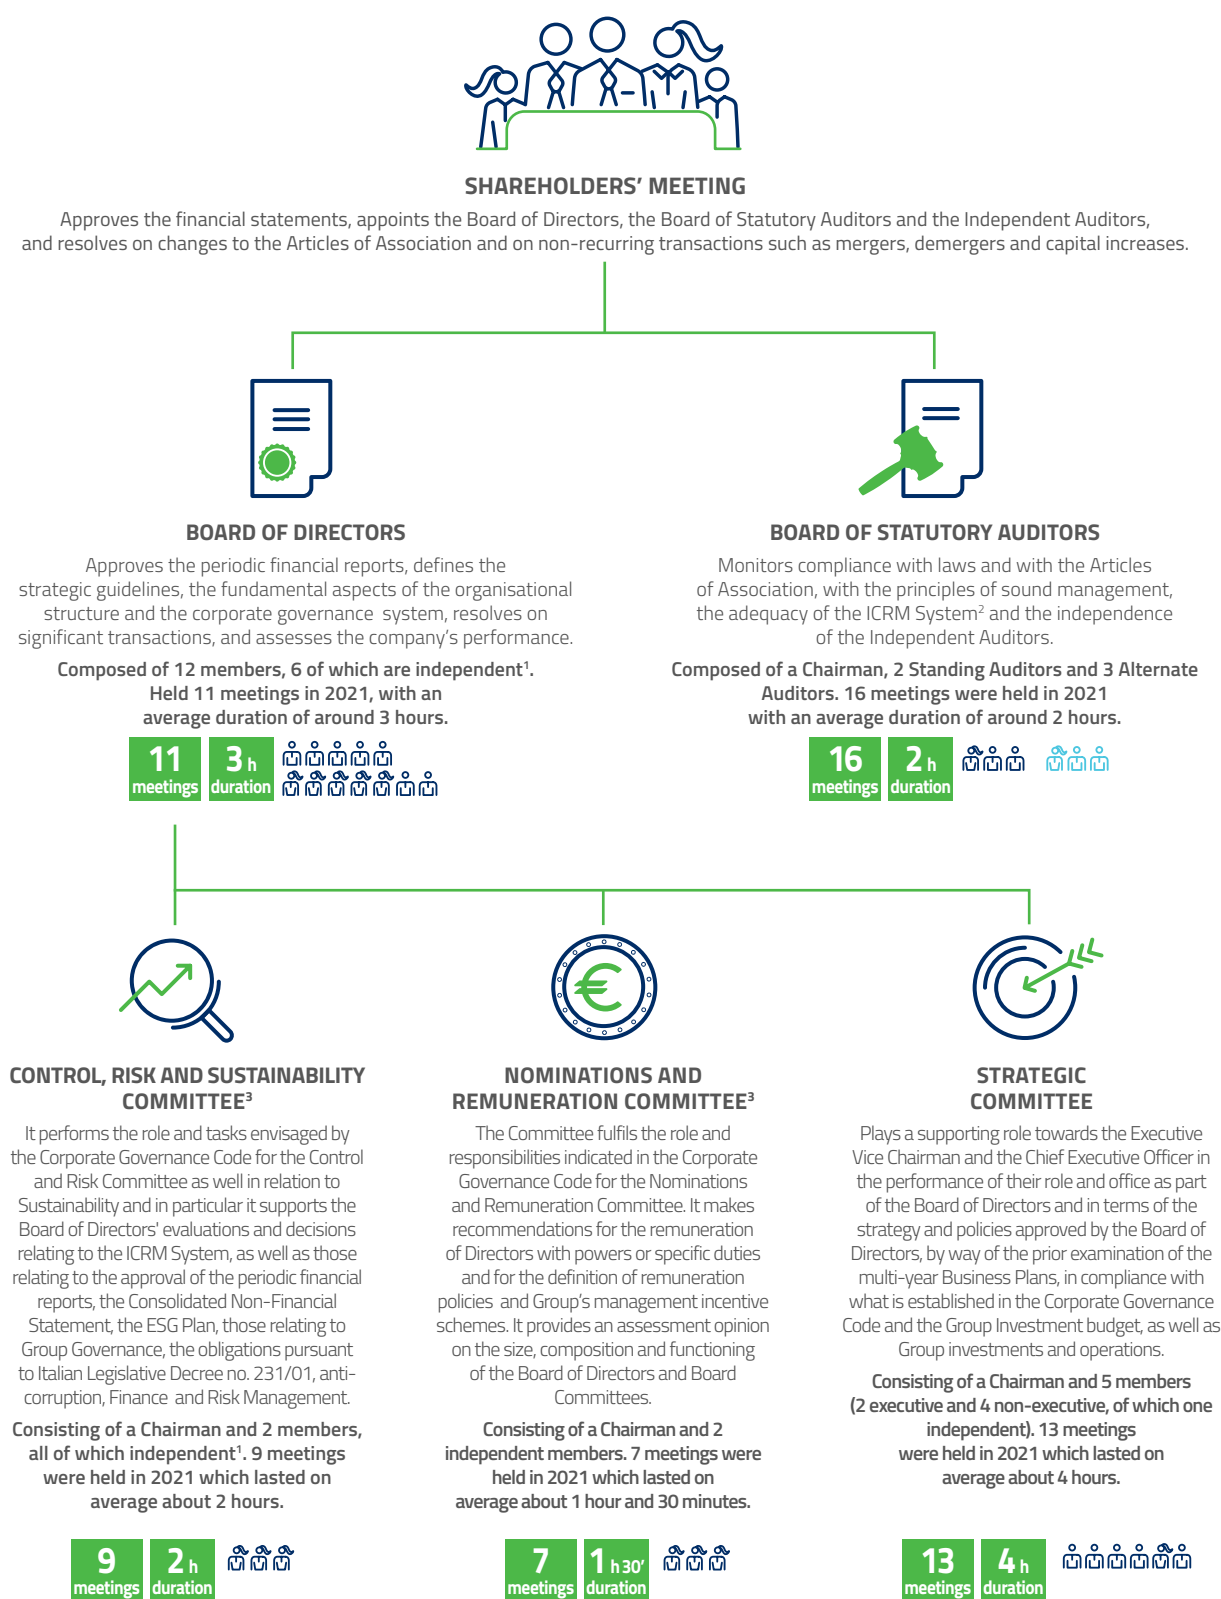 SHAREHOLDERS’ MEETING
Approves the financial statements, appoints the Board of Directors, the Board of Statutory Auditors and the Independent Auditors,
and resolves on changes to the Articles of Association and on non-recurring transactions such as mergers, demergers and capital increases.
BOARD OF DIRECTORS
Approves the periodic financial reports, defines the
strategic guidelines, the fundamental aspects of the organisational
structure and the corporate governance system, resolves on
significant transactions, and assesses the company’s performance.
Composed of 12 members, 6 of which are independent¹.
Held 11 meetings in 2021, with an
average duration of around 3 hours.
11
meetings
3 h
duration
BOARD OF STATUTORY AUDITORS
Monitors compliance with laws and with the Articles
of Association, with the principles of sound management,
the adequacy of the ICRM System² and the independence
of the Independent Auditors.
Composed of a Chairman, 2 Standing Auditors and 3 Alternate
Auditors. 16 meetings were held in 2021
with an average duration of around 2 hours.
16
meetings
2 h
duration
CONTROL, RISK AND SUSTAINABILITY
COMMITTEE³
It performs the role and tasks envisaged by
the Corporate Governance Code for the Control
and Risk Committee as well in relation to
Sustainability and in particular it supports the
Board of Directors' evaluations and decisions
relating to the ICRM System, as well as those
relating to the approval of the periodic financial
reports, the Consolidated Non-Financial
Statement, the ESG Plan, those relating to
Group Governance, the obligations pursuant
to Italian Legislative Decree no. 231/01, anti-
corruption, Finance and Risk Management.
Consisting of a Chairman and 2 members,
all of which independent¹. 9 meetings
were held in 2021 which lasted on
average about 2 hours.
9
meetings
2 h
duration
NOMINATIONS AND
REMUNERATION COMMITTEE³
The Committee fulfils the role and
responsibilities indicated in the Corporate
Governance Code for the Nominations
and Remuneration Committee. It makes
recommendations for the remuneration
of Directors with powers or specific duties
and for the definition of remuneration
policies and Group’s management incentive
schemes. It provides an assessment opinion
on the size, composition and functioning
of the Board of Directors and Board
Committees.
Consisting of a Chairman and 2
independent members. 7 meetings were
held in 2021 which lasted on
average about 1 hour and 30 minutes.
7
meetings
1 h 30’
duration
STRATEGIC
COMMITTEE
Plays a supporting role towards the Executive
Vice Chairman and the Chief Executive Officer in
the performance of their role and office as part
of the Board of Directors and in terms of the
strategy and policies approved by the Board of
Directors, by way of the prior examination of the
multi-year Business Plans, in compliance with
what is established in the Corporate Governance
Code and the Group Investment budget, as well as
Group investments and operations.
Consisting of a Chairman and 5 members
(2 executive and 4 non-executive, of which one
independent). 13 meetings
were held in 2021 which lasted on
average about 4 hours.
13
meetings
4 h
duration